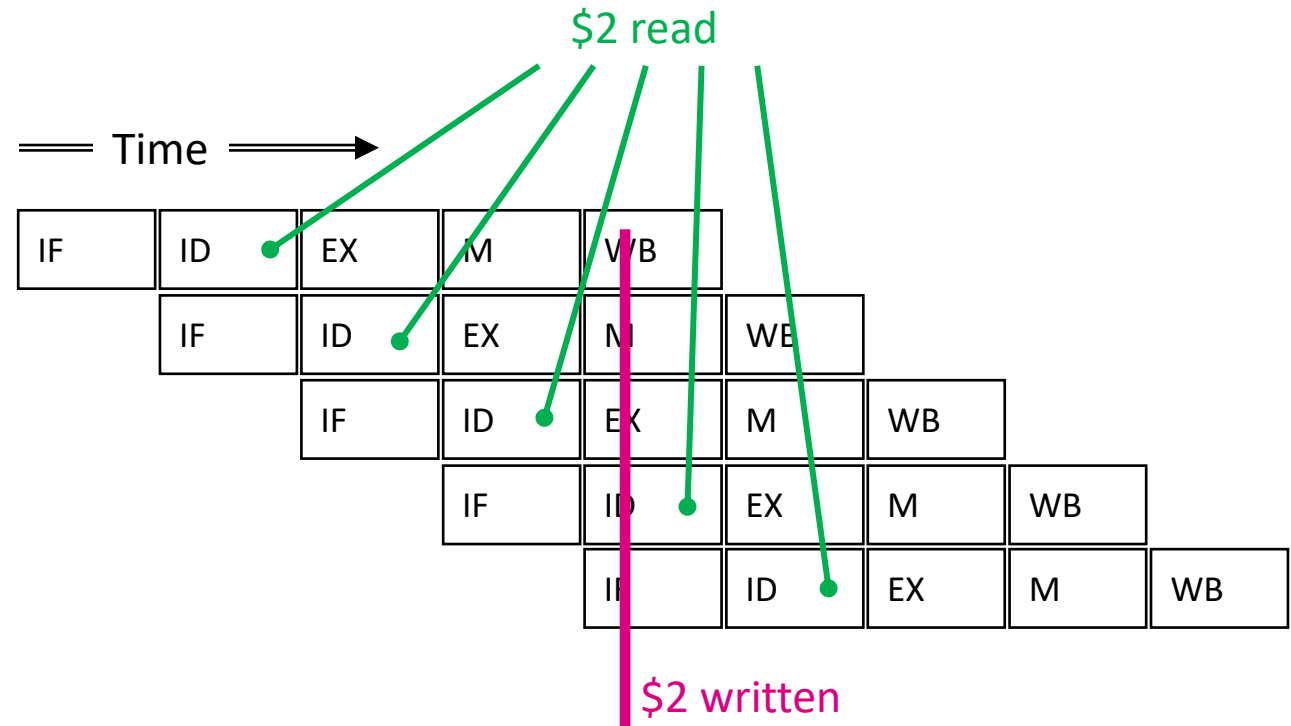 $2 read
Time
IF ID EX M WB
IF ID EX M WB
IF ID EX M WB
IF ID EX M WB
IF ID EX M WB
$2 written